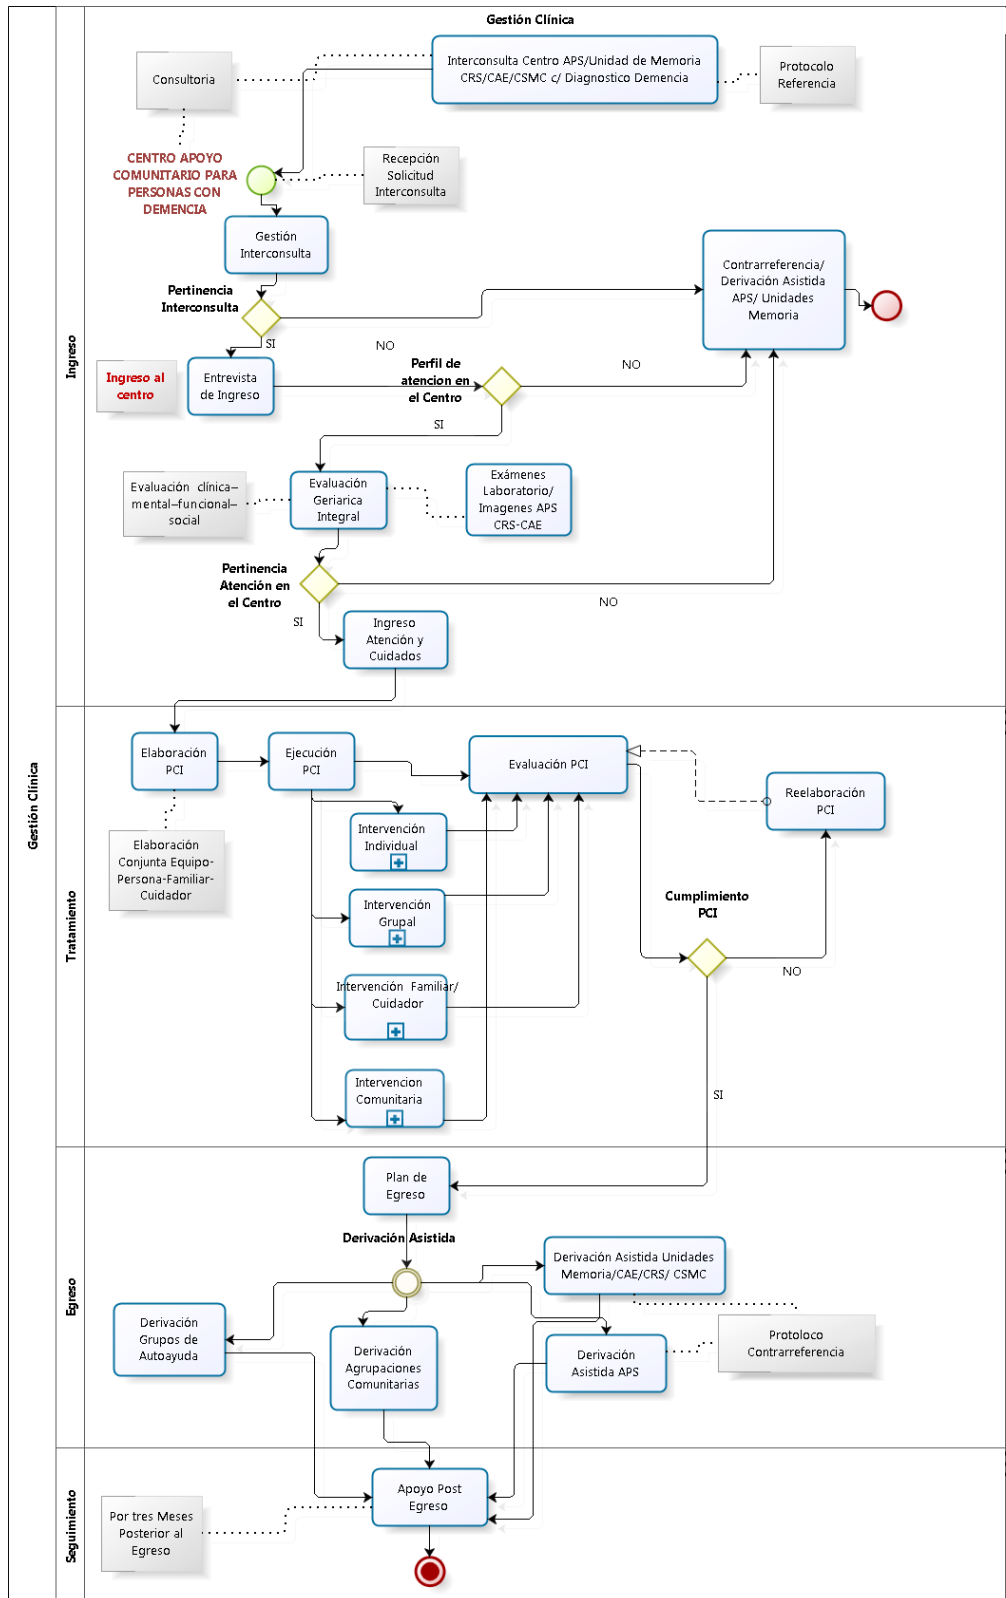 Gestión Clínica
Gestión Clínica
Ingreso
Interconsulta Centro APS/Unidad de Memoria
CRS/CAE/CSMC c/ Diagnostico Demencia
Consultoria
Protocolo
Referencia
CENTRO APOYO
COMUNITARIO PARA
PERSONAS CON
DEMENCIA
Recepción
Solicitud
Interconsulta
Gestión
Interconsulta
Contrarreferencia/
Derivación Asistida
APS/ Unidades
Memoria
Pertinencia
Interconsulta
SI
NO
Ingreso al
centro
Entrevista
de Ingreso
Perfil de
atencion en
el Centro
NO
SI
Evaluación clínica–
mental–funcional–
social
Evaluación
Geriarica
Integral
Exámenes
Laboratorio/
Imagenes APS
CRS-CAE
Pertinencia
Atención en
el Centro
NO
SI
Ingreso
Atención y
Cuidados
Tratamiento
Elaboración
PCI
Ejecución
PCI
Evaluación PCI
Reelaboración
PCI
Elaboración
Conjunta Equipo-
Persona-Familiar-
Cuidador
Intervención
Individual
Intervención
Grupal
Intervención Familiar/
Cuidador
Intervencion
Comunitaria
Cumplimiento
PCI
NO
SI
Egreso
Plan de
Egreso
Derivación Asistida
Derivación Asistida Unidades
Memoria/CAE/CRS/ CSMC
Derivación
Grupos de
Autoayuda
Derivación
Agrupaciones
Comunitarias
Derivación
Asistida APS
Protoloco
Contrarreferencia
Seguimiento
Apoyo Post
Egreso
Por tres Meses
Posterior al
Egreso